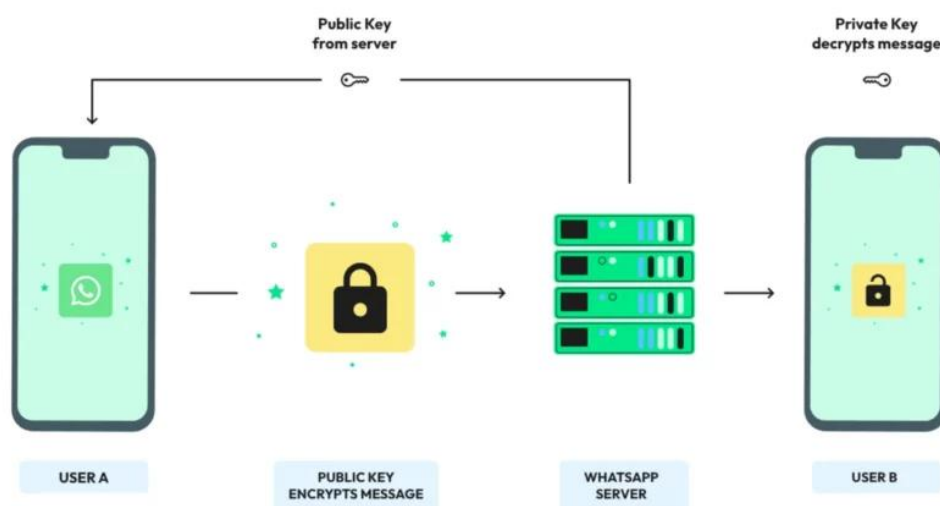 Public Key
from server
Private Key
decrypts message
USER A
PUBLIC KEY
ENCRYPTS MESSAGE
WHATSAPP
SERVER
USER B